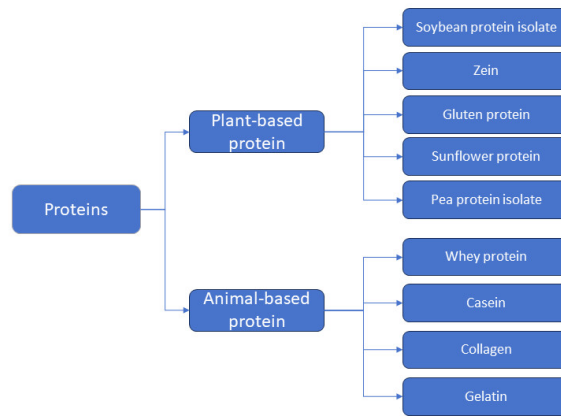 Proteins
Plant-based
protein
Soybean protein isolate
Zein
Gluten protein
Sunflower protein
Pea protein isolate
Animal-based
protein
Whey protein
Casein
Collagen
Gelatin